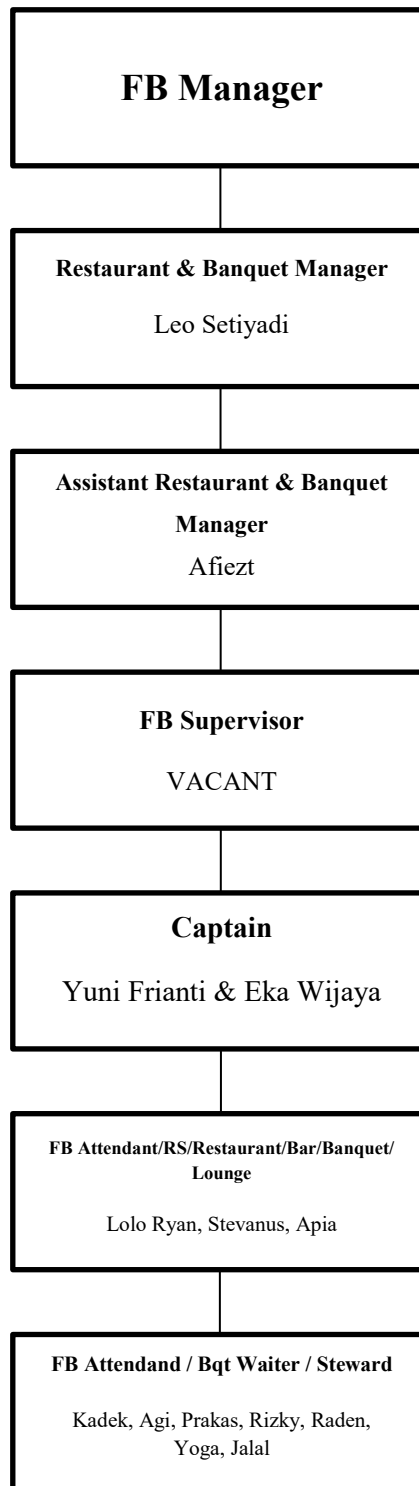 FB Manager
Restaurant & Banquet Manager
Leo Setiyadi
Assistant Restaurant & Banquet
Manager
Afiezt
FB Supervisor
VACANT
Captain
Yuni Frianti & Eka Wijaya
FB Attendant/RS/Restaurant/Bar/Banquet/
Lounge
Lolo Ryan, Stevanus, Apia
FB Attendand / Bqt Waiter / Steward
Kadek, Agi, Prakas, Rizky, Raden,
Yoga, Jalal